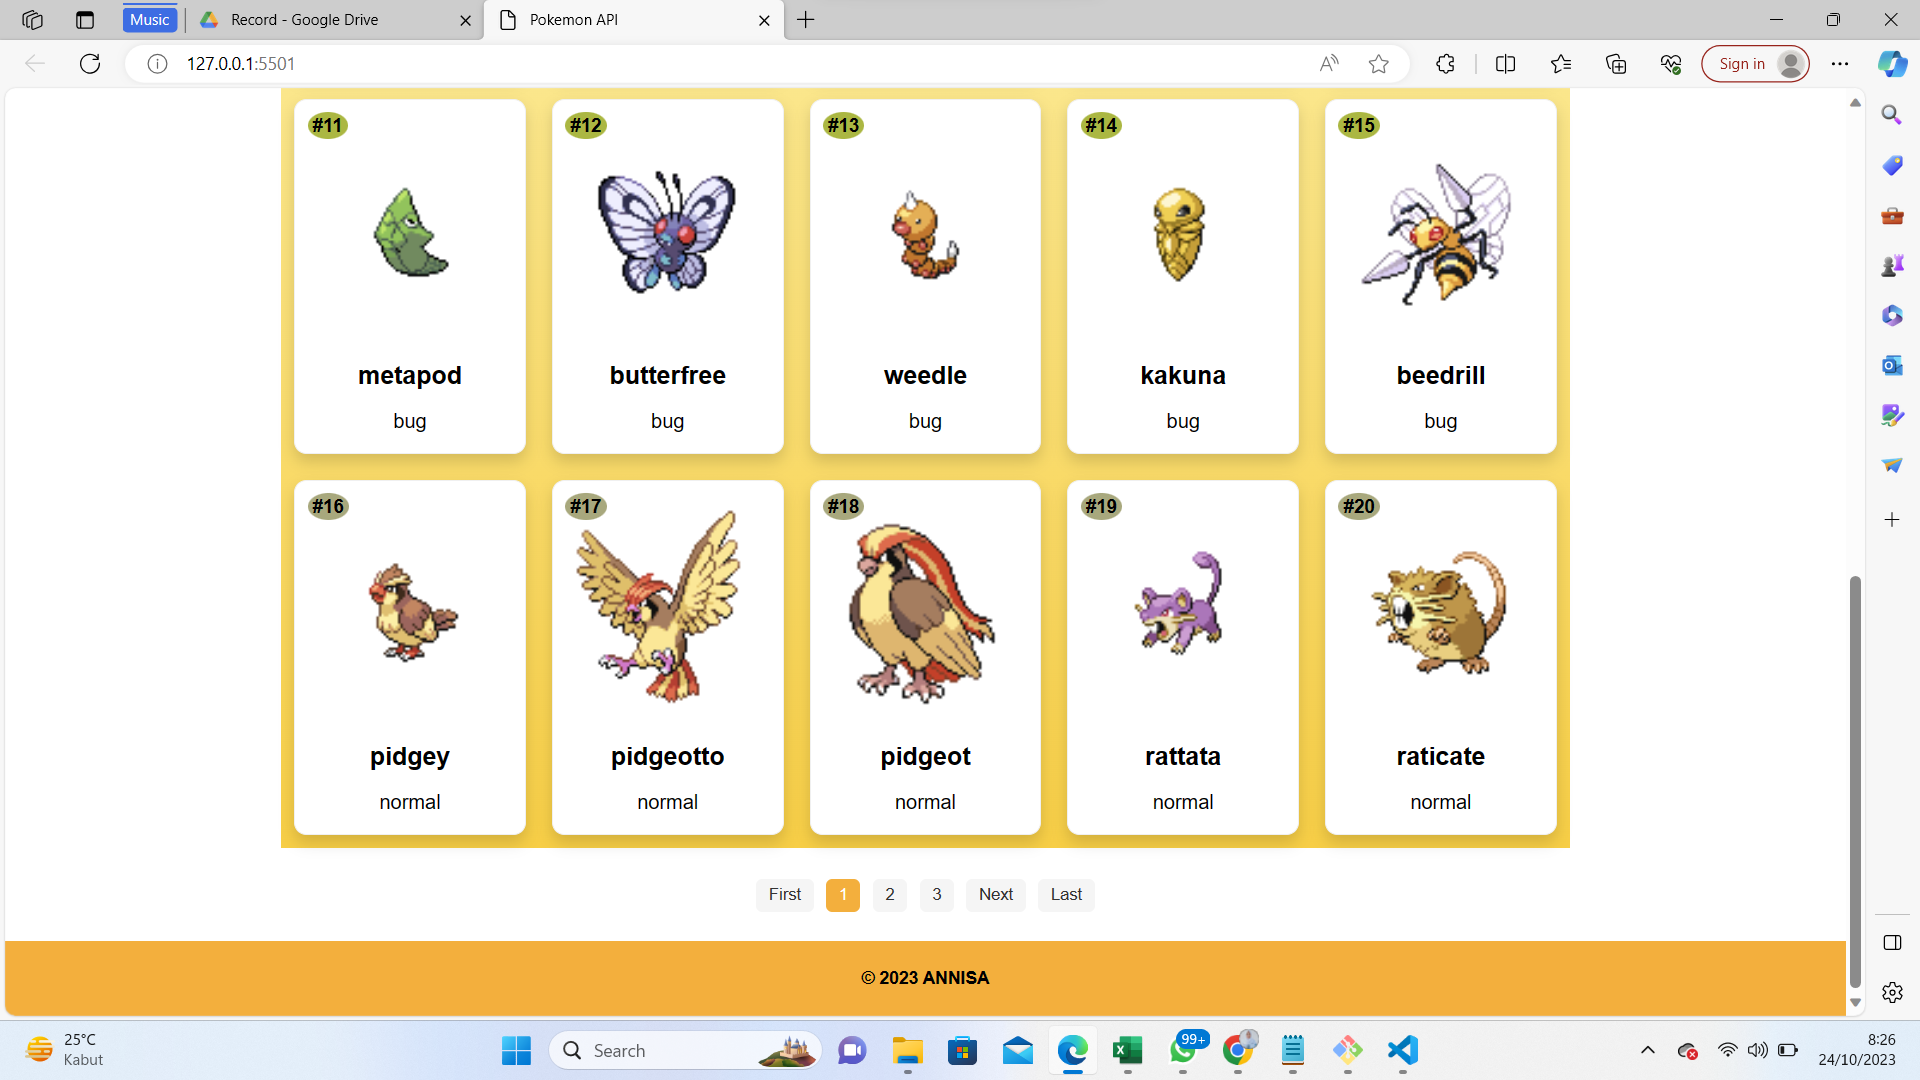 Music
Record - Google Drive
Pokemon API
127.0.0.1:5501
Sign in
#11
#12
#13
#14
#15
metapod
butterfree
weedle
kakuna
beedrill
bug
bug
bug
bug
bug
#16
#17
#18
#19
#20
pidgey
pidgeotto
pidgeot
rattata
raticate
normal
normal
normal
normal
normal
First
1
2
3
Next
Last
© 2023 ANNISA
25°C
Kabut
Search
99+
8:26
24/10/2023